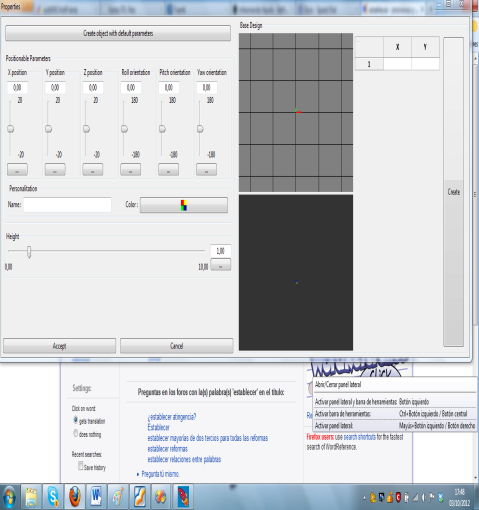 Properties
Create object with default parameters
Positionable Parameters
X position Y position Z position Roll orientation Pitch orientation Yaw orientation
0,00 0,00 0,00 0,00 0,00 0,00
20 20 20 180 180 180
-20 -20 -20 -180 -180 -180
... ... ... ... ... ...
Personalitation
Name: Color:
Height
1,00
0,00 10,00 ...
Accept Cancel
Base Design
X Y
1
Create
Settings:
Click on word:
gets translation
does nothing
Recent searches:
Save history
Preguntas en los foros con la(s) palabra(s) 'establecer' en el título:
¿establecer atingencia?
Establecer
establecer mayorías de dos tercios para todas las reformas
establecer reformas
establecer relaciones entre palabras
Pregunta tú mismo.
Abrir/Cerrar panel lateral
Activar panel lateral y barra de herramientas: Botón izquierdo
Activar barra de herramientas: Ctrl+Botón izquierdo / Botón central
Activar panel lateral: Mayús+Botón izquierdo / Botón derecho
Firefox users: use search shortcuts for the fastest
search of WordReference.
17:48
03/10/2012